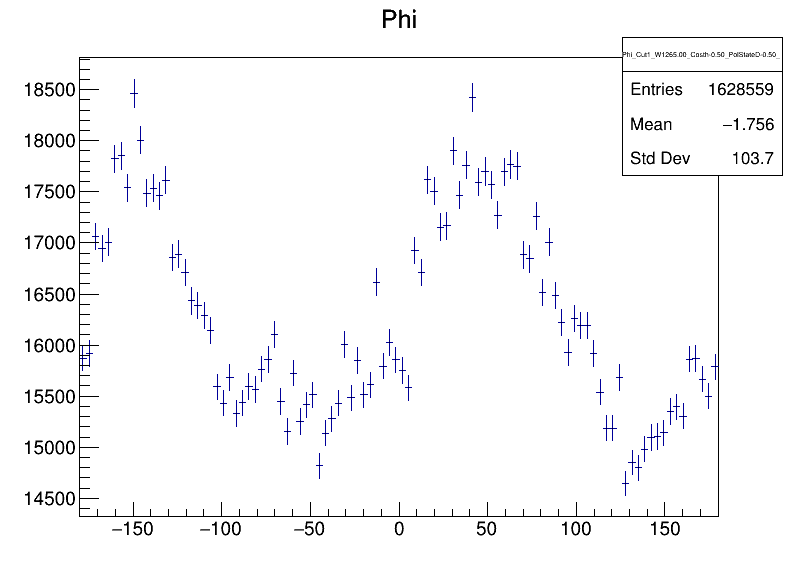 Phi
Phi_Cut1_W1265.00_Costh-0.50_PolStateD-0.50_
Entries 1628559
Mean −1.756
Std Dev 103.7
18500
18000
17500
17000
16500
16000
15500
15000
14500
−150 −100 −50 0 50 100 150